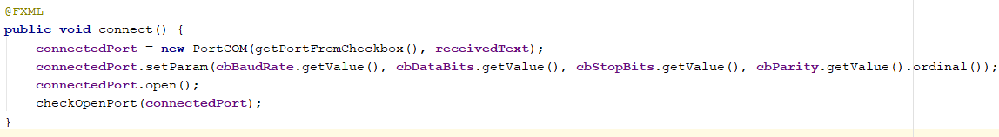 @FXML
public void connect() {
    connectedPort = new PortCOM(getPortFromCheckbox(), receivedText);
    connectedPort.setParam(cbBaudRate.getValue(), cbDataBits.getValue(), cbStopBits.getValue(), cbParity.getValue().ordinal());
    connectedPort.open();
    checkOpenPort(connectedPort);
}